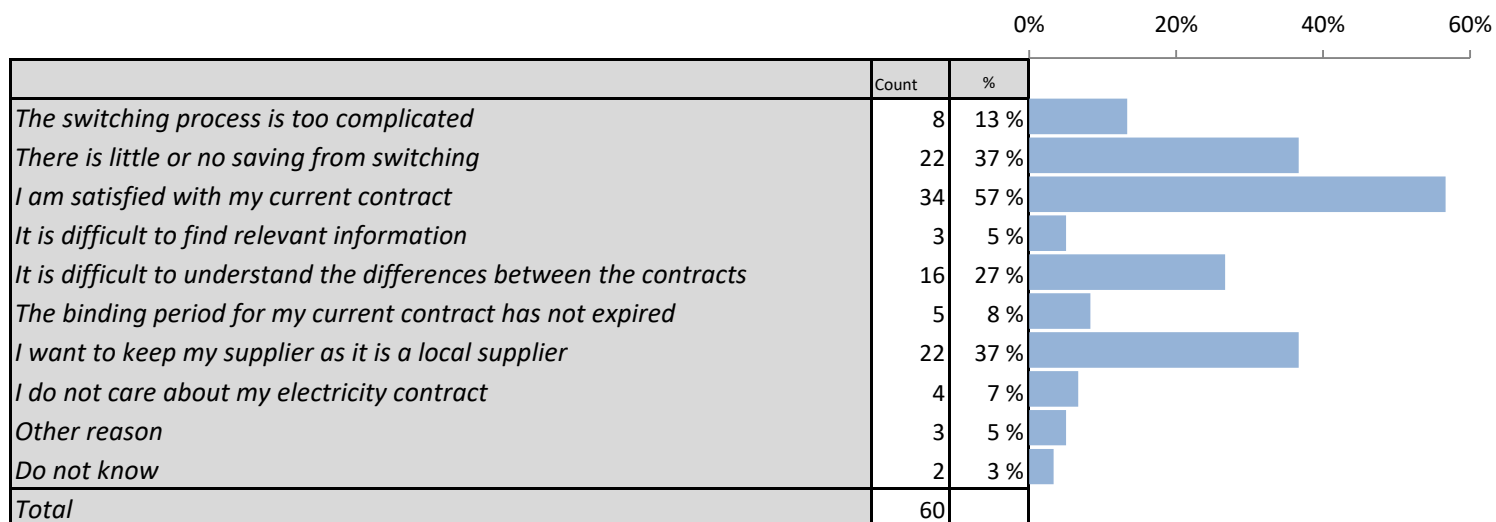 0% 20% 40% 60%
Count %
The switching process is too complicated 8 13 %
There is little or no saving from switching 22 37 %
I am satisfied with my current contract 34 57 %
It is difficult to find relevant information 3 5 %
It is difficult to understand the differences between the contracts 16 27 %
The binding period for my current contract has not expired 5 8 %
I want to keep my supplier as it is a local supplier 22 37 %
I do not care about my electricity contract 4 7 %
Other reason 3 5 %
Do not know 2 3 %
Total 60